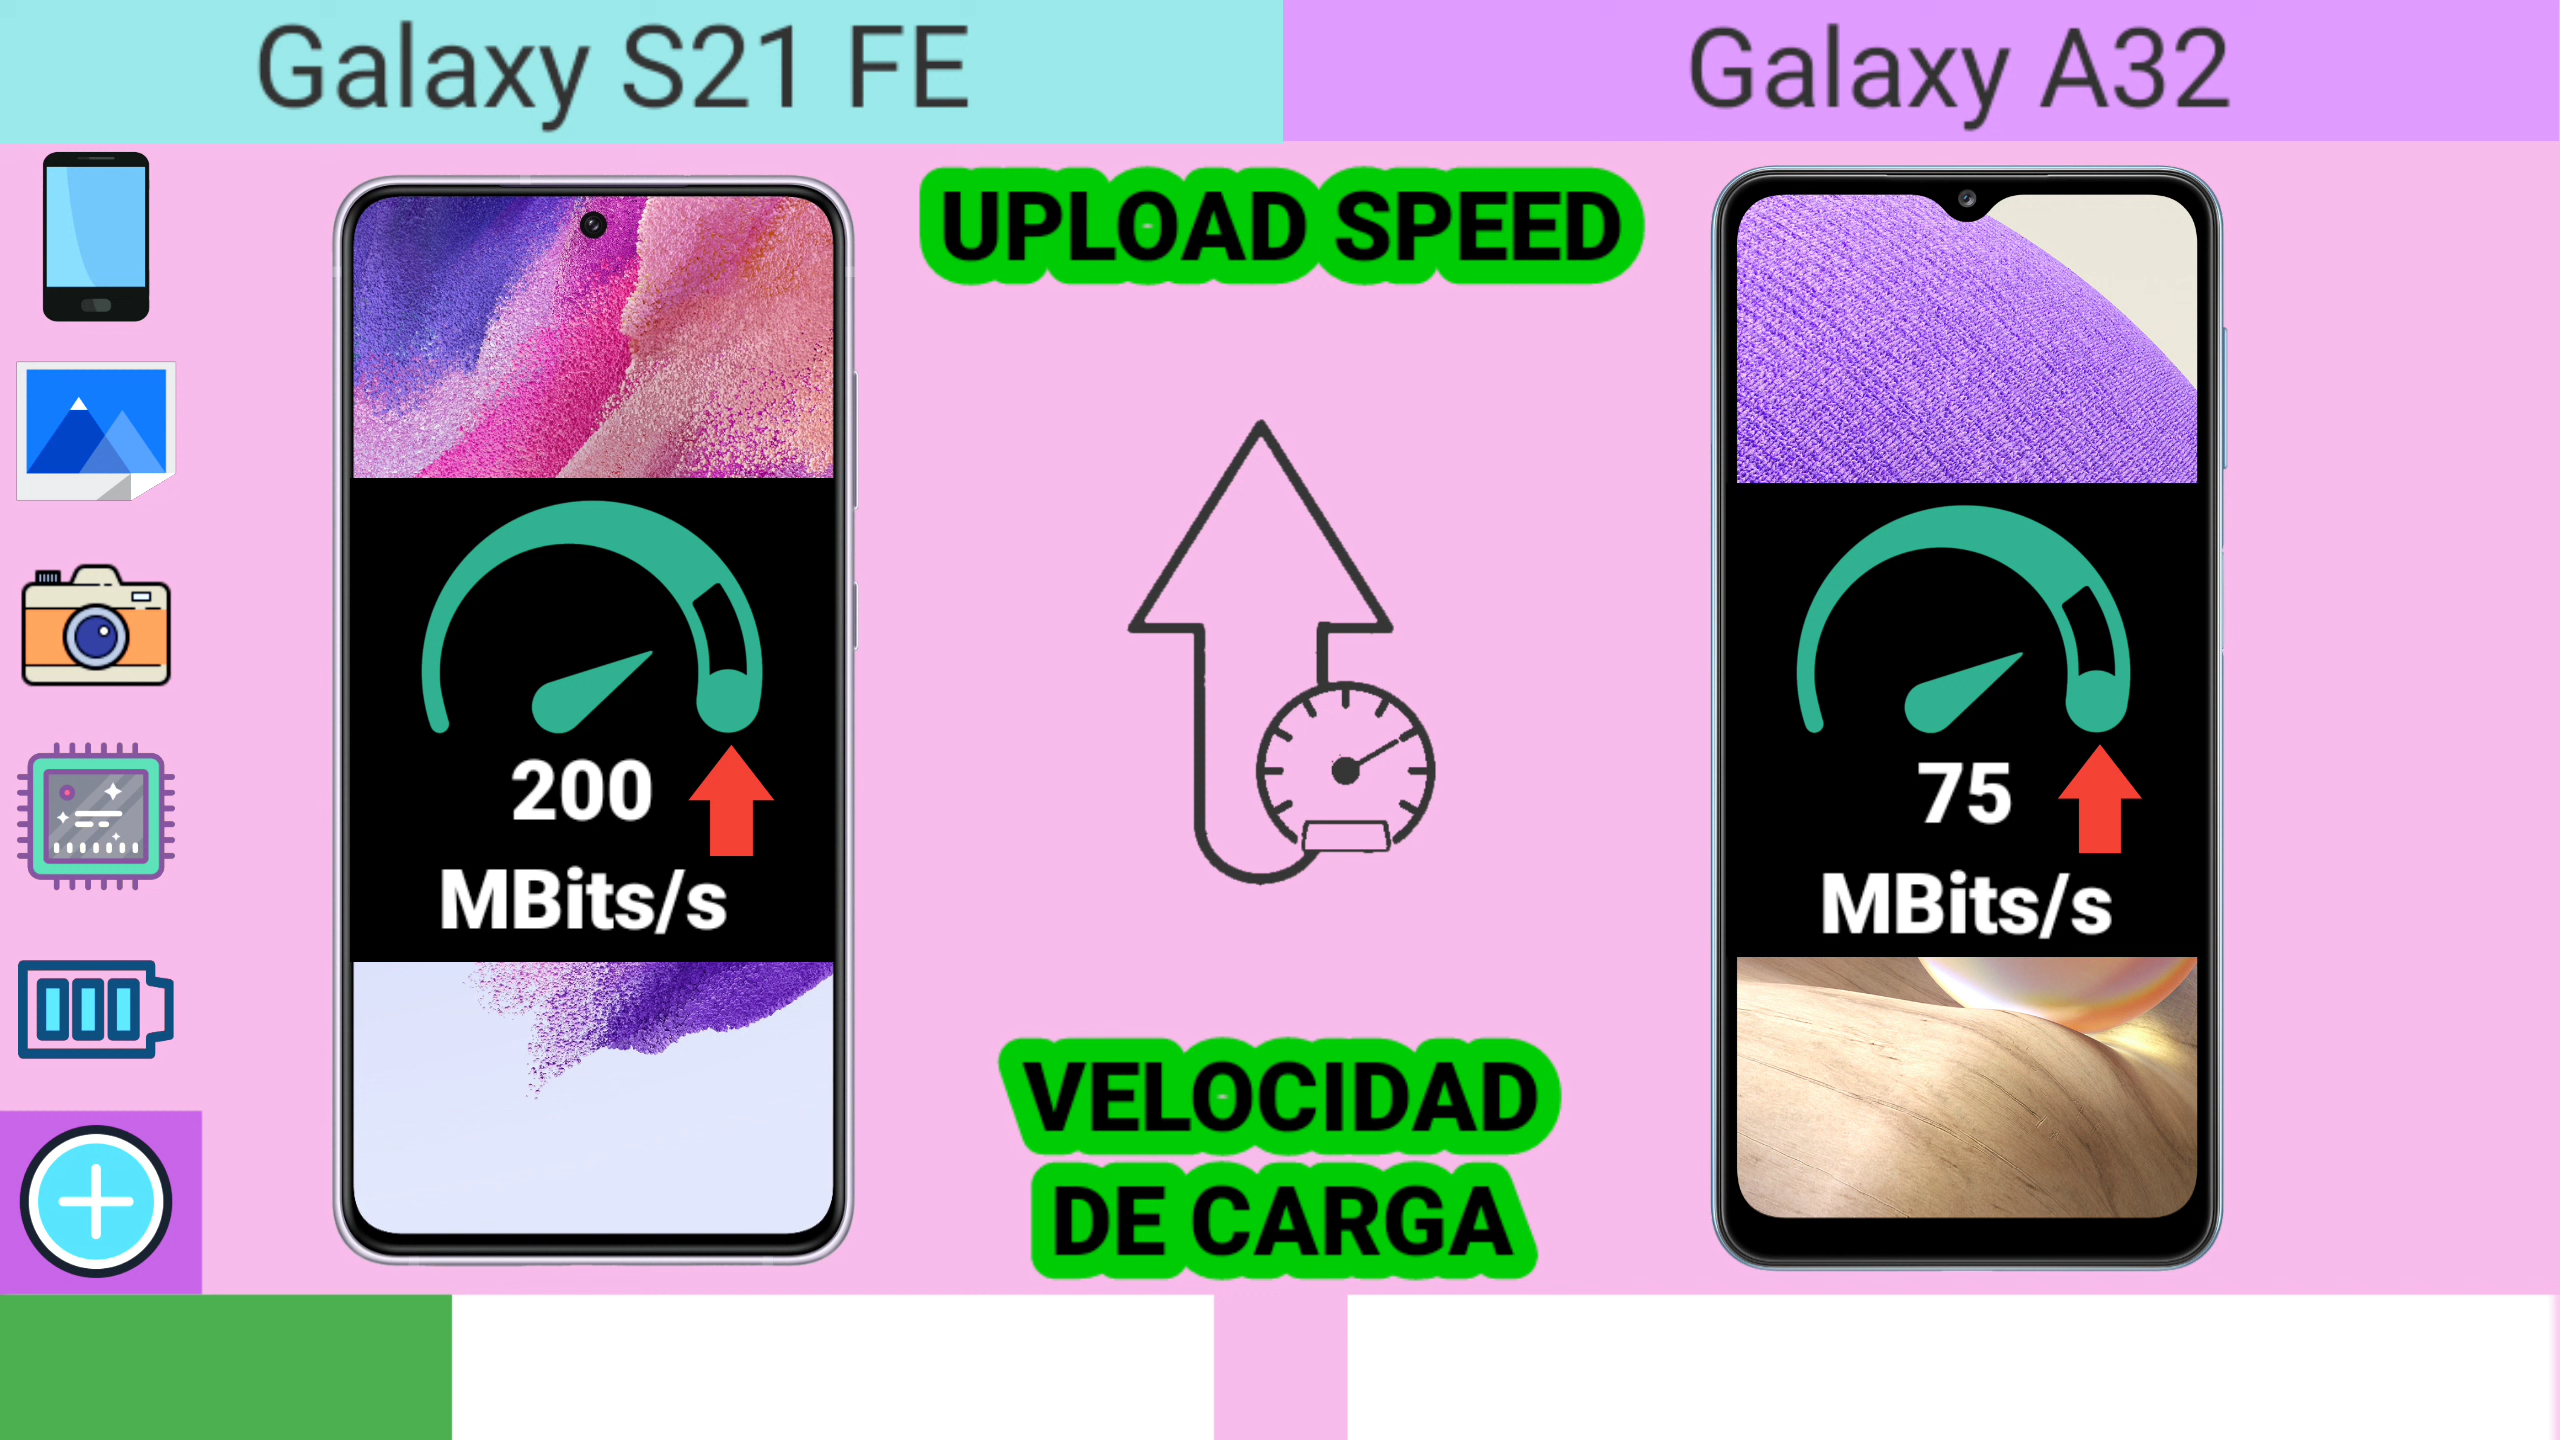 Galaxy S21 FE
Galaxy A32
UPLOAD SPEED
200
MBits/s
75
MBits/s
VELOCIDAD
DE CARGA